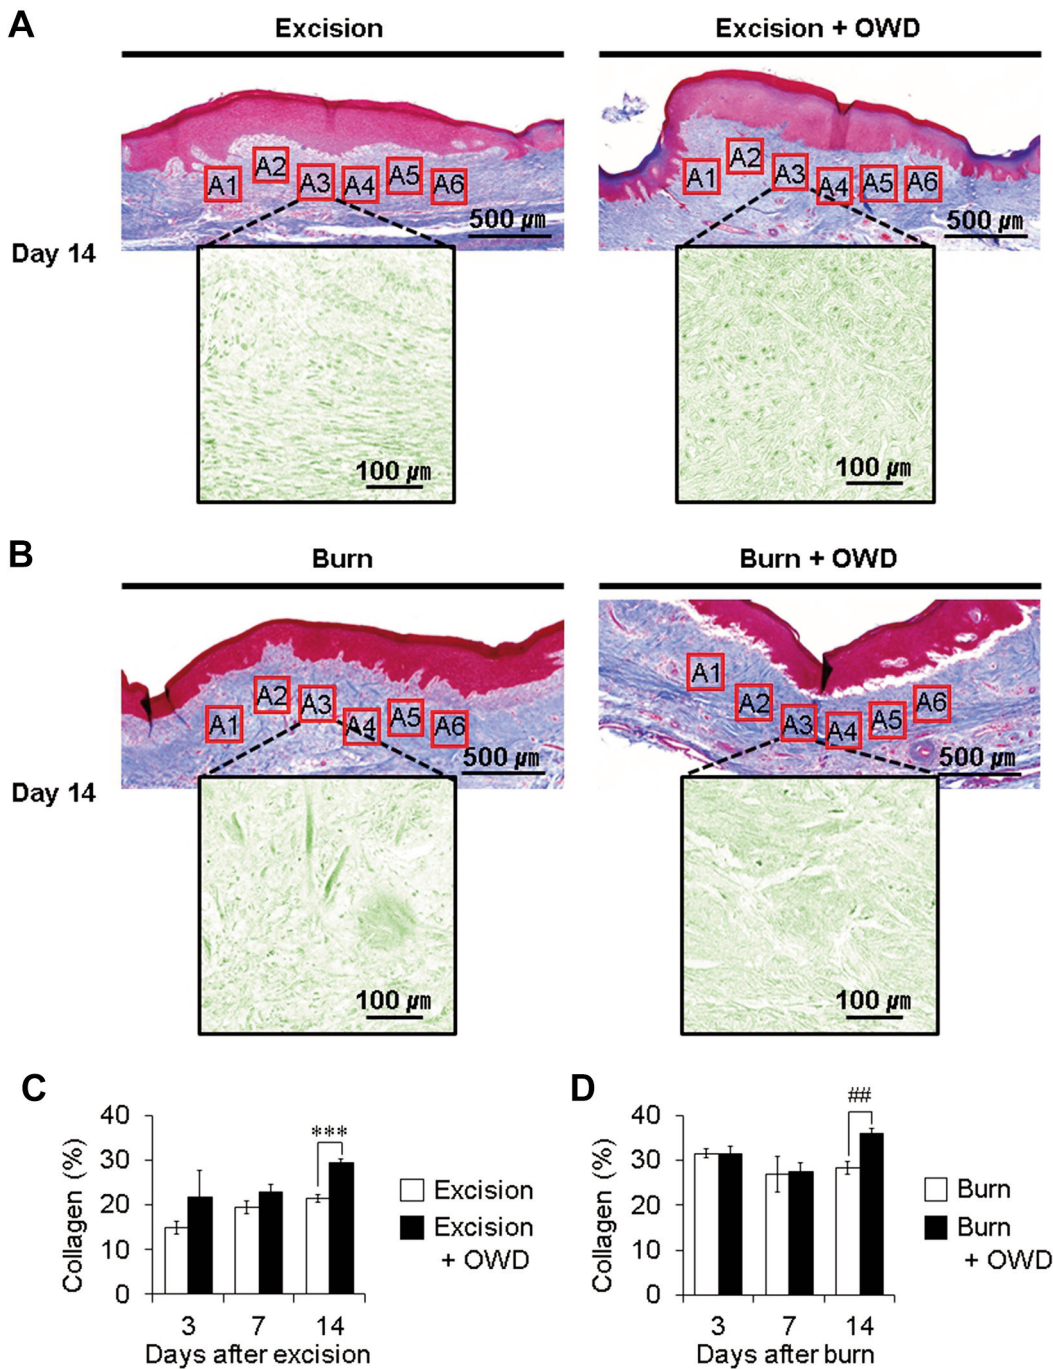 A
Excision
Excision + OWD
A1 A2 A3 A4 A5 A6
500 μm
A1 A2 A3 A4 A5 A6
500 μm
Day 14
100 μm
100 μm
B
Burn
Burn + OWD
A1 A2 A3 A4 A5 A6
500 μm
A1 A2 A3 A4 A5 A6
500 μm
Day 14
100 μm
100 μm
C
Collagen (%)
40
30
20
10
0
***
3 7 14
Days after excision
Excision
Excision
+ OWD
D
Collagen (%)
40
30
20
10
0
##
3 7 14
Days after burn
Burn
Burn
+ OWD